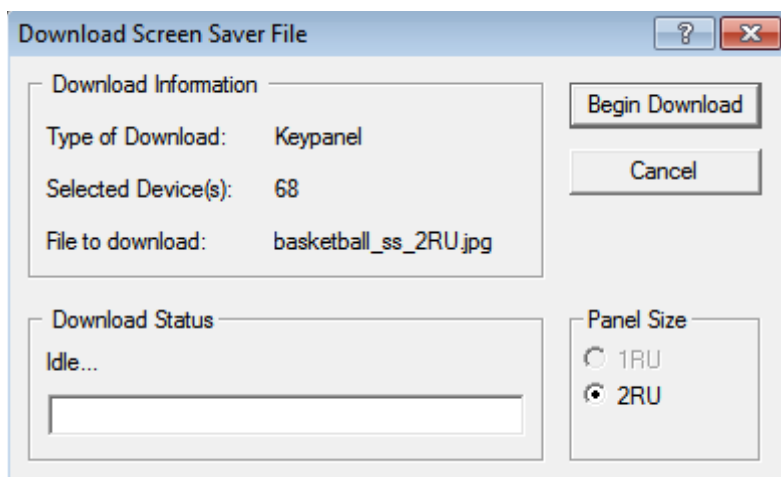 Download Screen Saver File
Download Information
Type of Download: Keypanel
Selected Device(s): 68
File to download: basketball_ss_2RU.jpg
Begin Download
Cancel
Download Status
Idle...
Panel Size
1RU
2RU